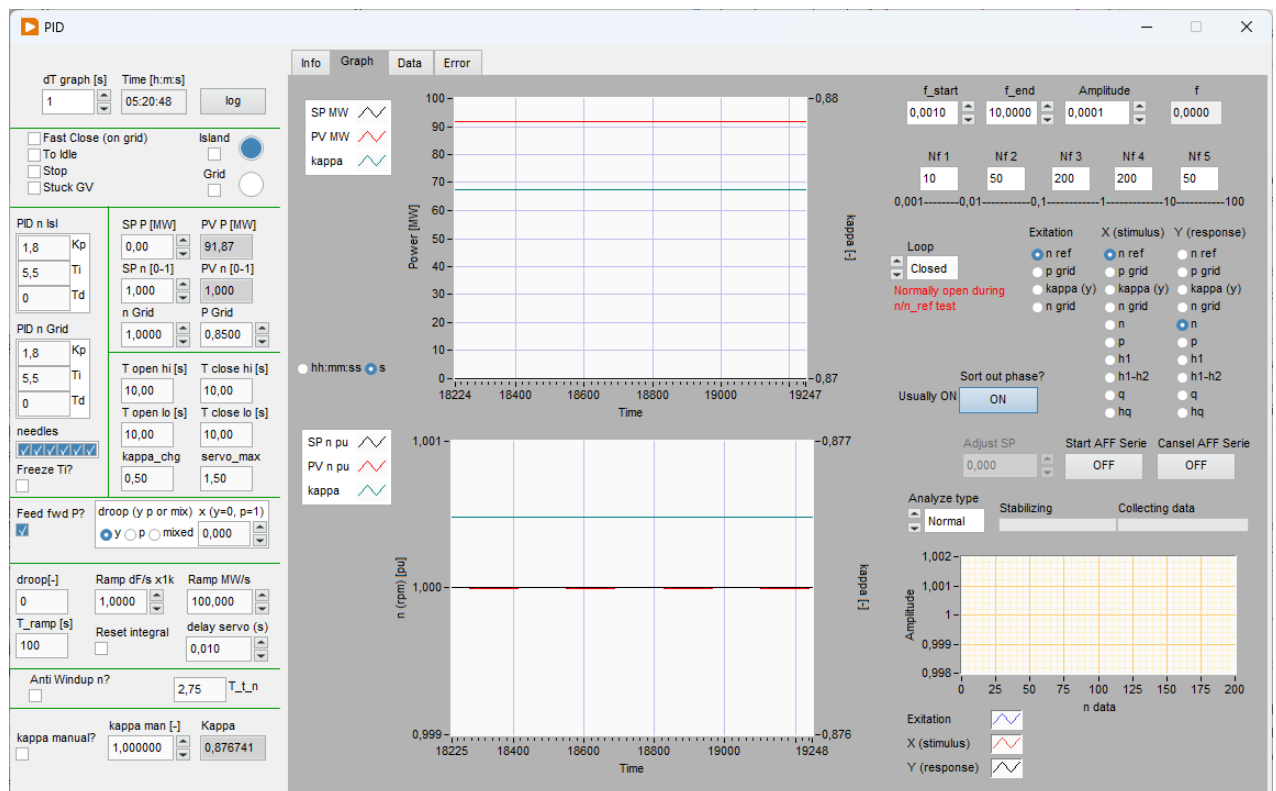 PID
Info Graph Data Error
dT graph [s] Time [h:m:s]
1 05:20:48 log
Fast Close (on grid) Island
To Idle
Stop Grid
Stuck GV
PID n Isl
1,8 Kp
5,5 Ti
0 Td
PID n Grid
1,8 Kp
5,5 Ti
0 Td
needles
Freeze Ti?
SP P [MW] PV P [MW]
0,00 91,87
SP n [0-1] PV n [0-1]
1,000 1,000
n Grid P Grid
1,0000 0,8500
T open hi [s] T close hi [s]
10,00 10,00
T open lo [s] T close lo [s]
10,00 10,00
kappa_chg servo_max
0,50 1,50
Feed fwd P? droop (y p or mix) x (y=0, p=1)
y p mixed 0,000
droop[-] Ramp dF/s x1k Ramp MW/s
0 1,0000 100,000
T_ramp [s] Reset integral delay servo (s)
100 0,010
Anti Windup n? 2,75 T_t_n
kappa manual? kappa man [-] Kappa
1,000000 0,876741
SP MW
PV MW
kappa
hh:mm:ss s
100
90
80
70
60
50
40
30
20
10
0
Power [MW]
0,88
0,87
kappa [-]
18224 18400 18600 18800 19000 19247
Time
SP n pu
PV n pu
kappa
1,001
1,000
0,999
n (rpm) [pu]
0,877
0,876
kappa [-]
18225 18400 18600 18800 19000 19248
Time
f_start f_end Amplitude f
0,0010 10,0000 0,0001 0,0000
Nf 1 Nf 2 Nf 3 Nf 4 Nf 5
10 50 200 200 50
0,001--------0,01-----------0,1------------1-------------10-----------100
Loop
Closed
Normally open during
n/n_ref test
Exitation X (stimulus) Y (response)
n ref n ref n ref
p grid p grid p grid
kappa (y) kappa (y) kappa (y)
n grid n grid n grid
n n
p p
h1 h1
h1-h2 h1-h2
q q
hq hq
Sort out phase?
Usually ON ON
Adjust SP Start AFF Serie Cansel AFF Serie
0,000 OFF OFF
Analyze type Stabilizing Collecting data
Normal
1,002
1,001
1
0,999
0,998
Amplitude
0 25 50 75 100 125 150 175 200
n data
Exitation
X (stimulus)
Y (response)